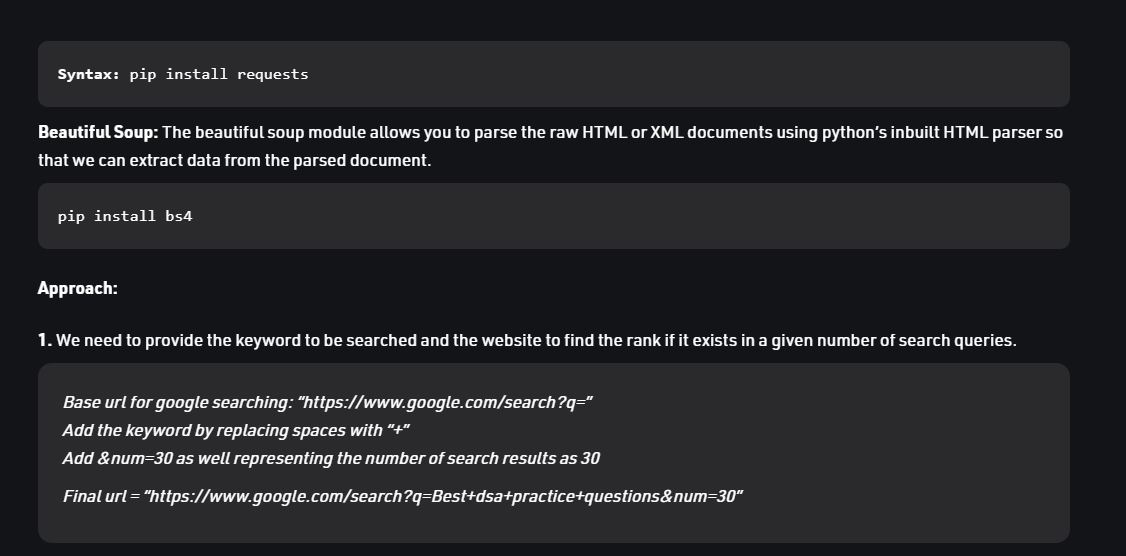 Syntax: pip install requests
Beautiful Soup: The beautiful soup module allows you to parse the raw HTML or XML documents using python’s inbuilt HTML parser so
that we can extract data from the parsed document.
pip install bs4
Approach:
1. We need to provide the keyword to be searched and the website to find the rank if it exists in a given number of search queries.
Base url for google searching: “https://www.google.com/search?q=”
Add the keyword by replacing spaces with “+”
Add &num=30 as well representing the number of search results as 30
Final url = “https://www.google.com/search?q=Best+dsa+practice+questions&num=30”